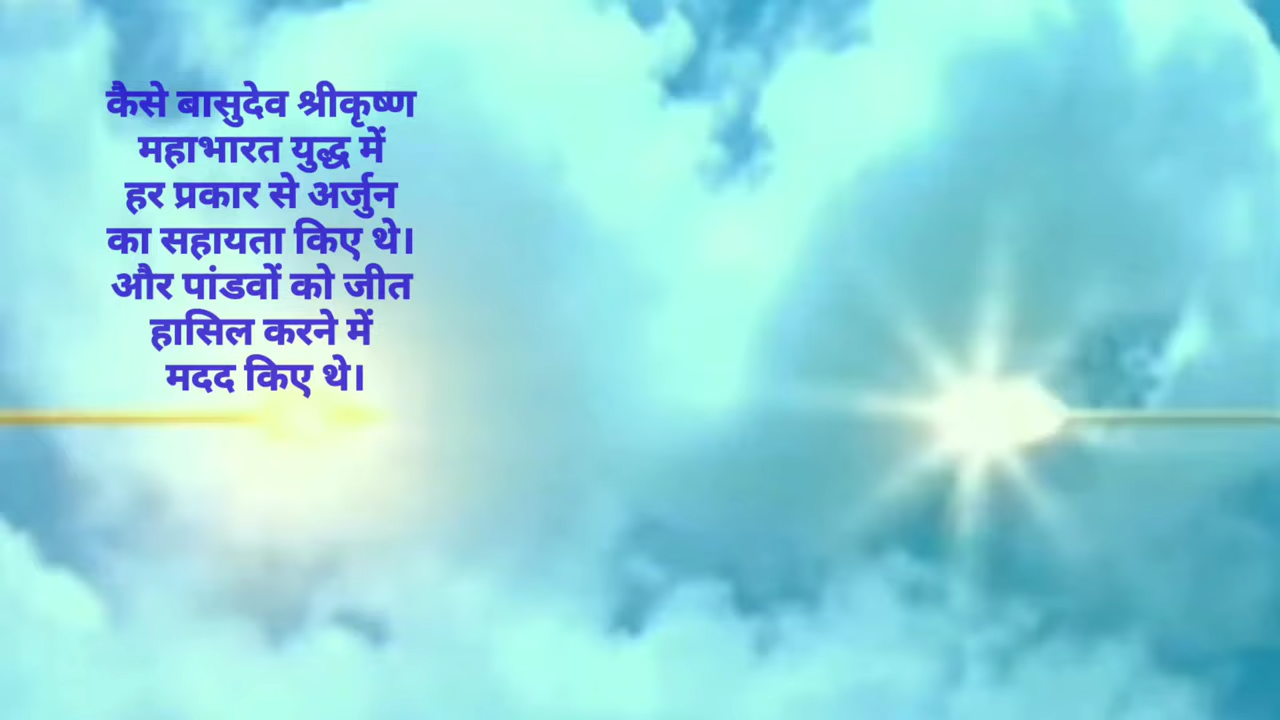 कैसे बासुदेव श्रीकृष्ण
महाभारत युद्ध में
हर प्रकार से अर्जुन
का सहायता किए थे।
और पांडवों को जीत
हासिल करने में
मदद किए थे।